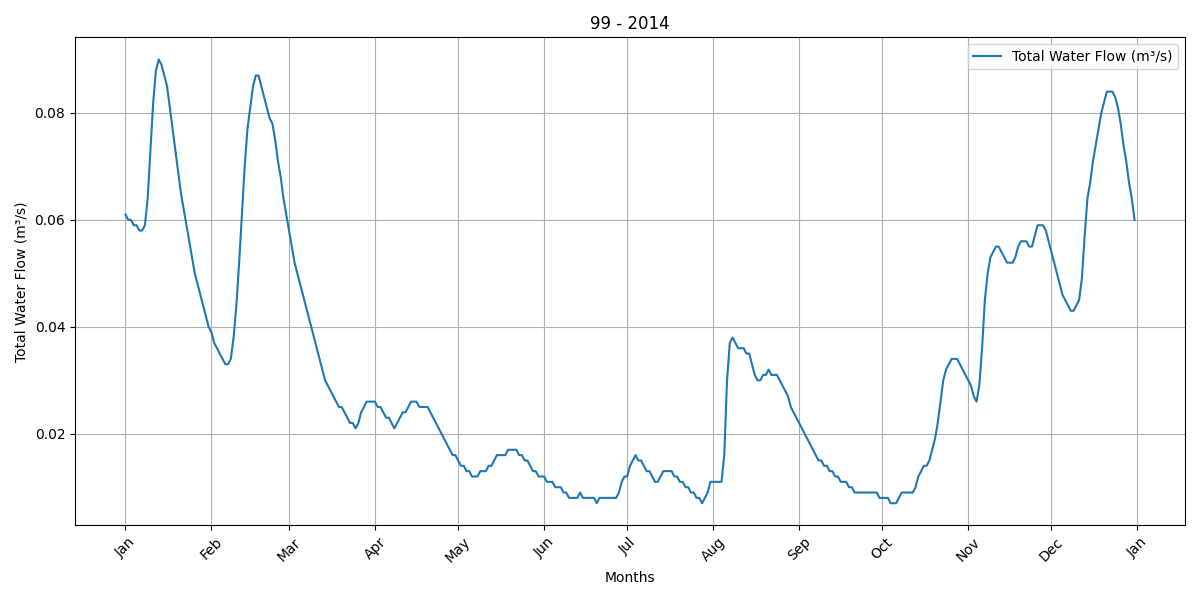 99 - 2014
Total Water Flow (m³/s)
Total Water Flow (m³/s)
0.08
0.06
0.04
0.02
Jan
Feb
Mar
Apr
May
Jun
Jul
Aug
Sep
Oct
Nov
Dec
Jan
Months